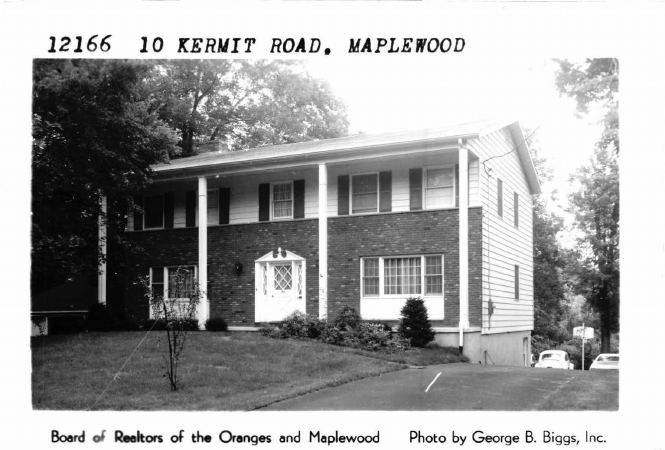 12166 10 KERMIT ROAD, MAPLEWOOD
Board of Realtors of the Oranges and Maplewood Photo by George B. Biggs, Inc.